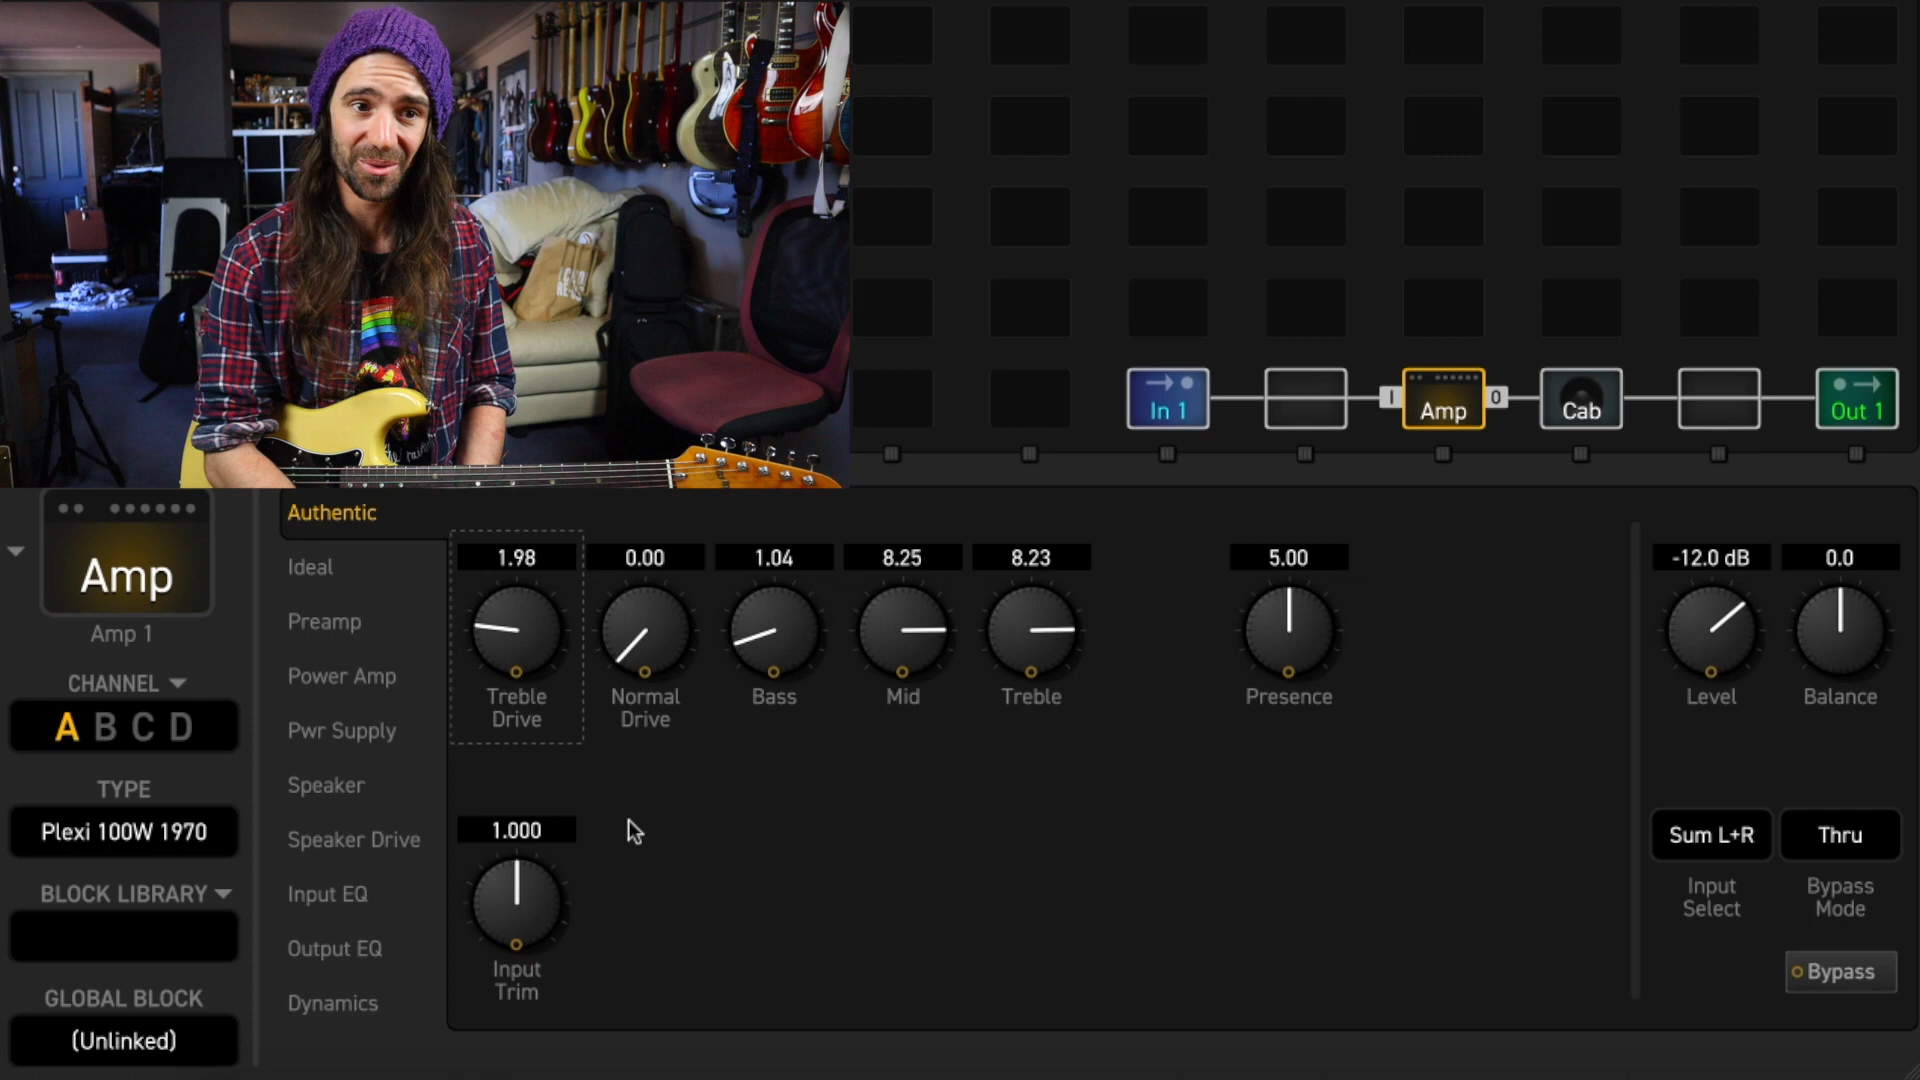 In 1
I
Amp
O
Cab
Out 1
Amp
Amp 1
CHANNEL
A B C D
TYPE
Plexi 100W 1970
BLOCK LIBRARY
GLOBAL BLOCK
(Unlinked)
Authentic
Ideal
Preamp
Power Amp
Pwr Supply
Speaker
Speaker Drive
Input EQ
Output EQ
Dynamics
1.98
Treble
Drive
0.00
Normal
Drive
1.04
Bass
8.25
Mid
8.23
Treble
5.00
Presence
1.000
Input
Trim
-12.0 dB
Level
0.0
Balance
Sum L+R
Input
Select
Thru
Bypass
Mode
Bypass